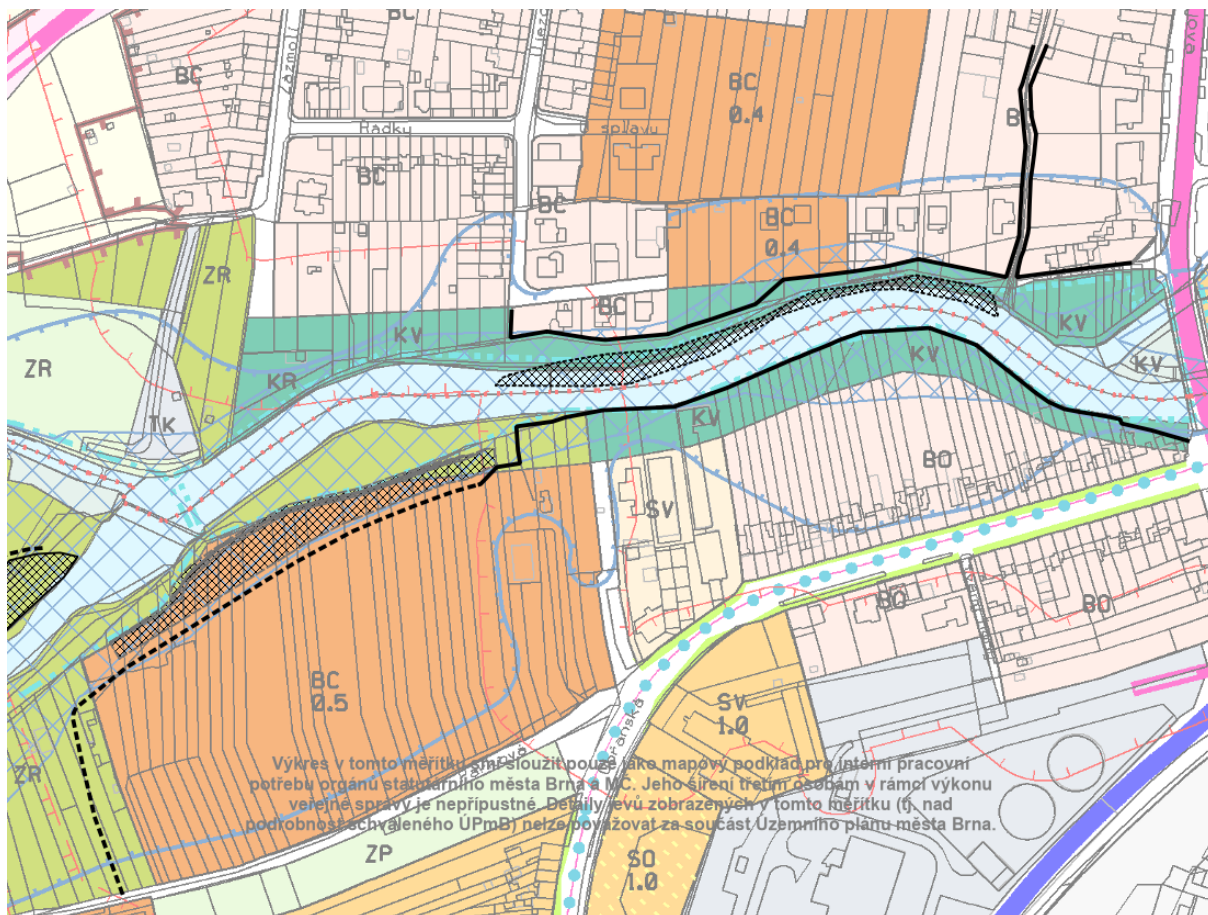 BC
BC
Zázmolí
BC
0.4
Řádky
splavu
BC
BC
BC
0.4
ZR
BC
KV
KV
ZR
KR
KV
KV
TK
KV
BO
SV
BO
BO
BC
0.5
SV
1.0
ZR
Výkres v tomto měřítku smí sloužit pouze jako mapový podklad pro interní pracovní
potřebu orgánů statutárního města Brna a MČ. Jeho šíření třetím osobám v rámci výkonu
veřejné správy je nepřípustné. Detaily jevů zobrazených v tomto měřítku (tj. nad
podrobnost schváleného ÚPmB) nelze považovat za součást Územního plánu města Brna.
ZP
SO
1.0